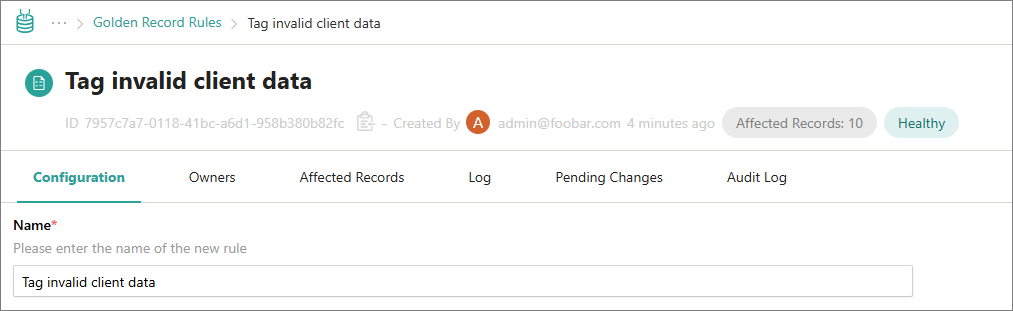 ··· > Golden Record Rules > Tag invalid client data
Tag invalid client data
ID 7957c7a7-0118-41bc-a6d1-958b380b82fc - Created By A admin@foobar.com 4 minutes ago Affected Records: 10 Healthy
Configuration Owners Affected Records Log Pending Changes Audit Log
Name*
Please enter the name of the new rule
Tag invalid client data